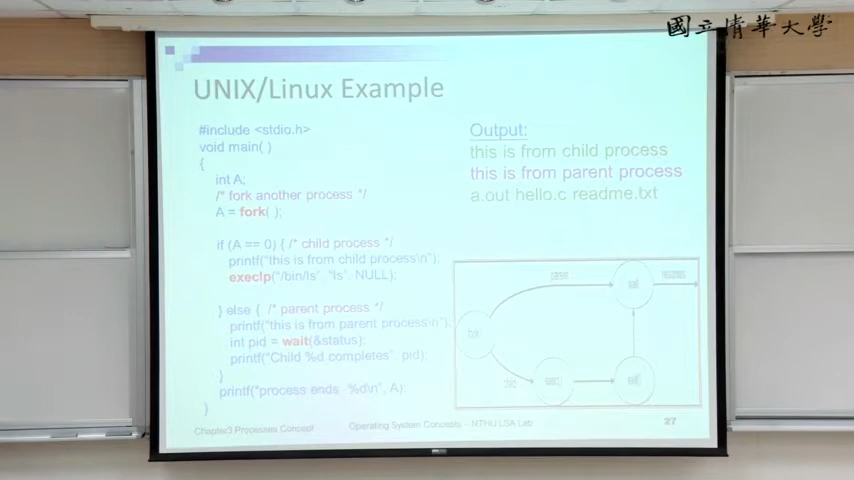 國立清華大學
UNIX/Linux Example
#include <stdio.h>
void main( )
{
int A;
/* fork another process */
A = fork( );
if (A == 0) { /* child process */
printf("this is from child process\n");
execlp("/bin/ls", "ls", NULL);
} else { /* parent process */
printf("this is from parent process\n");
int pid = wait(&status);
printf("Child %d completes", pid);
}
printf("process ends %d\n", A);
}
Output:
this is from child process
this is from parent process
a.out hello.c readme.txt
parent
resumes
wait
fork
child
exec()
exit()
Chapter3 Processes Concept
Operating System Concepts – NTHU LSA Lab
27